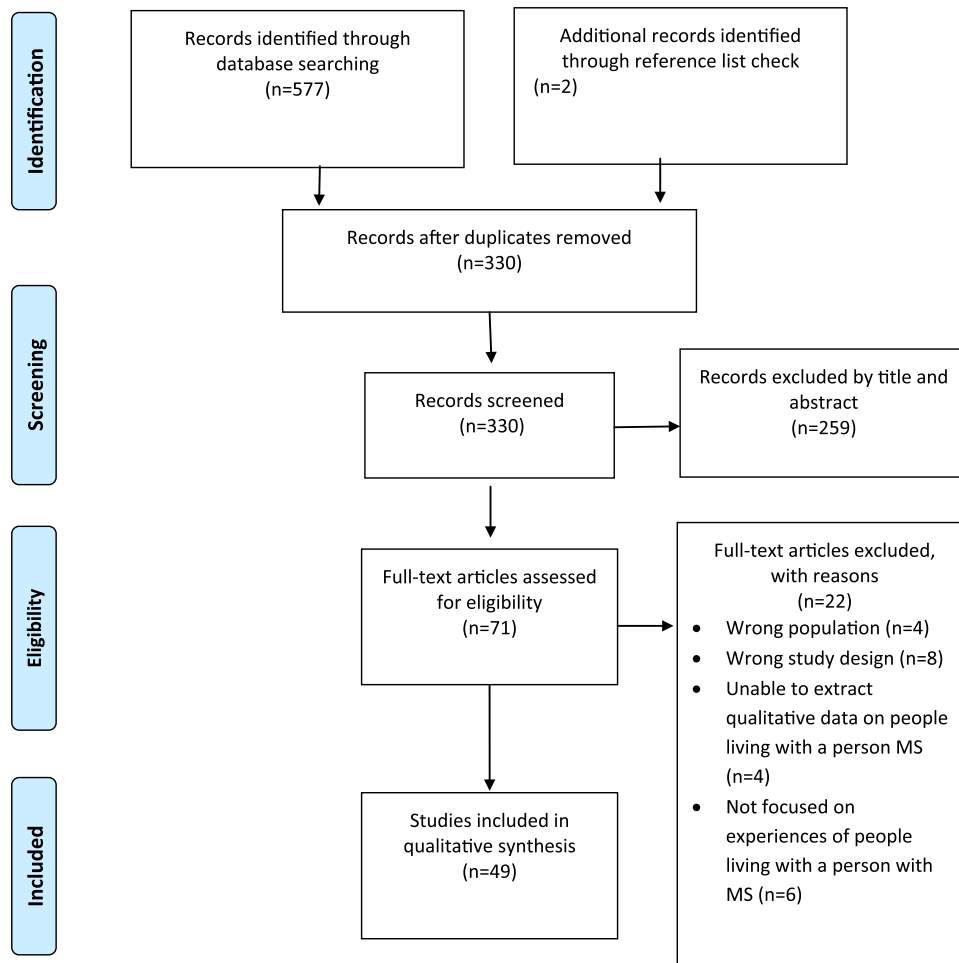 Identification
Records identified through
database searching
(n=577)
Additional records identified
through reference list check
(n=2)
Records after duplicates removed
(n=330)
Screening
Records screened
(n=330)
Records excluded by title and
abstract
(n=259)
Eligibility
Full-text articles assessed
for eligibility
(n=71)
Full-text articles excluded,
with reasons
(n=22)
• Wrong population (n=4)
• Wrong study design (n=8)
• Unable to extract
qualitative data on people
living with a person MS
(n=4)
• Not focused on
experiences of people
living with a person with
MS (n=6)
Included
Studies included in
qualitative synthesis
(n=49)